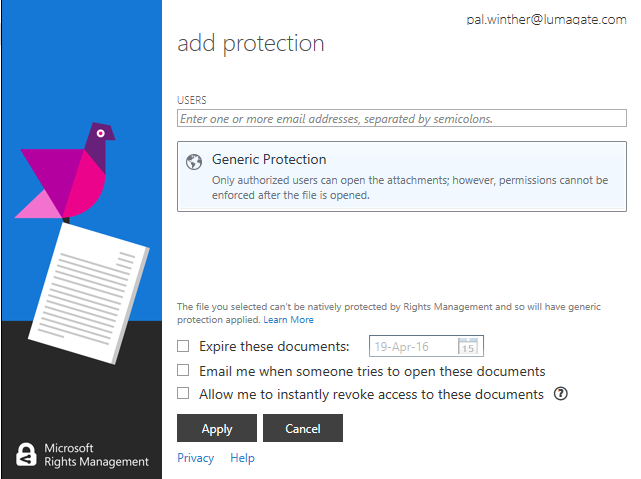 pal.winther@lumagate.com
add protection
USERS
Enter one or more email addresses, separated by semicolons.
Generic Protection
Only authorized users can open the attachments; however, permissions cannot be
enforced after the file is opened.
The file you selected can't be natively protected by Rights Management and so will have generic
protection applied. Learn More
Expire these documents: 19-Apr-16 15
Email me when someone tries to open these documents
Allow me to instantly revoke access to these documents ?
Apply Cancel
Privacy Help
Microsoft
Rights Management